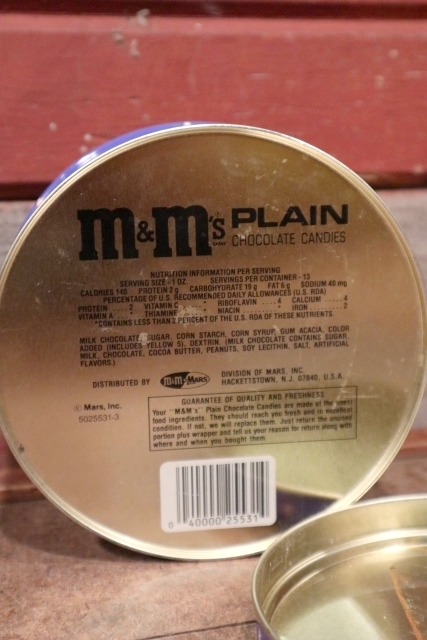 m&m's PLAIN
BRAND CHOCOLATE CANDIES
NUTRITION INFORMATION PER SERVING
SERVING SIZE-1 OZ. SERVINGS PER CONTAINER - 13
CALORIES 140 PROTEIN 2 g CARBOHYDRATE 19 g FAT 6 g SODIUM 40 mg
PERCENTAGE OF U.S. RECOMMENDED DAILY ALLOWANCES (U.S. RDA)
PROTEIN ..... 2 VITAMIN C ..... * RIBOFLAVIN .... 4 CALCIUM ..... 4
VITAMIN A ... * THIAMINE ..... * NIACIN ..... * IRON ..... 2
*CONTAINS LESS THAN 2 PERCENT OF THE U.S. RDA OF THESE NUTRIENTS.
MILK CHOCOLATE, SUGAR, CORN STARCH, CORN SYRUP, GUM ACACIA, COLOR
ADDED (INCLUDES YELLOW 5), DEXTRIN. (MILK CHOCOLATE CONTAINS SUGAR,
MILK, CHOCOLATE, COCOA BUTTER, PEANUTS, SOY LECITHIN, SALT, ARTIFICIAL
FLAVORS.)
DISTRIBUTED BY m&m MARS DIVISION OF MARS, INC.
HACKETTSTOWN, N.J. 07840, U.S.A.
© Mars, Inc.
5025531-3
GUARANTEE OF QUALITY AND FRESHNESS
Your "M&M's" Plain Chocolate Candies are made of the finest
food ingredients. They should reach you fresh and in excellent
condition. If not, we will replace them. Just return the unused
portion plus wrapper and tell us your reason for return along with
where and when you bought them.
0 40000 25531